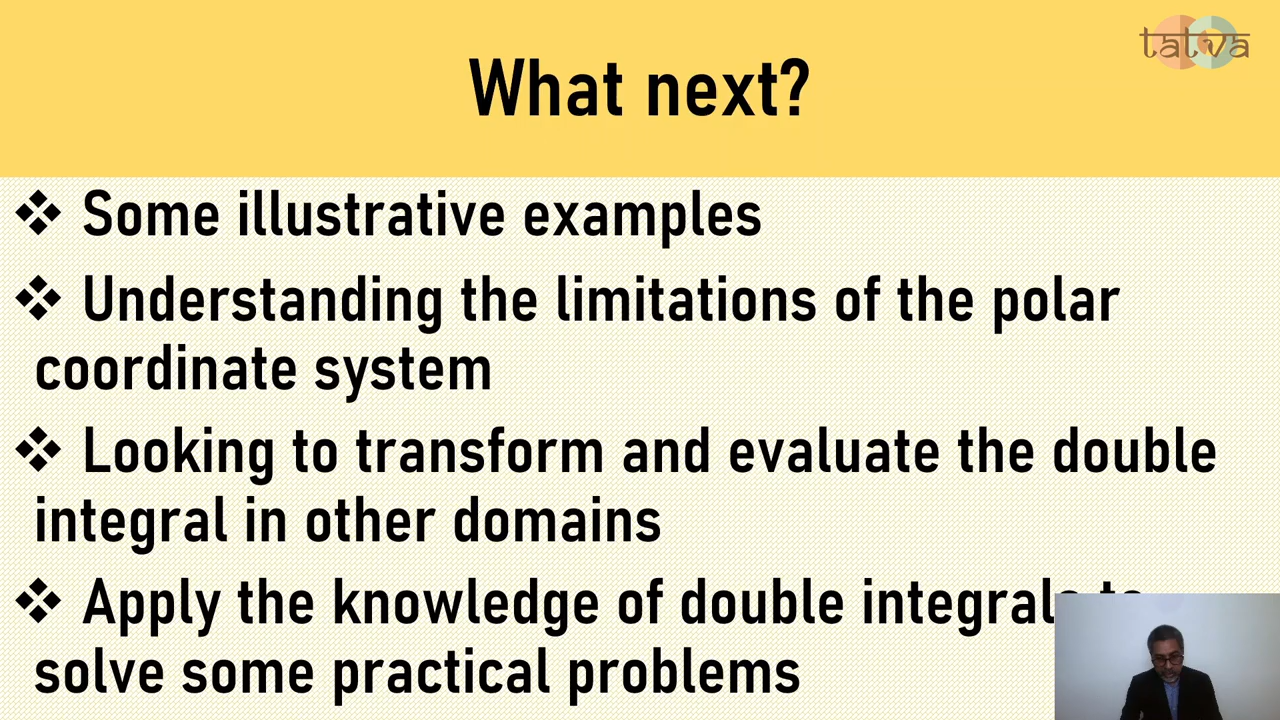 tatva
What next?
❖ Some illustrative examples
❖ Understanding the limitations of the polar
coordinate system
❖ Looking to transform and evaluate the double
integral in other domains
❖ Apply the knowledge of double integrals to
solve some practical problems